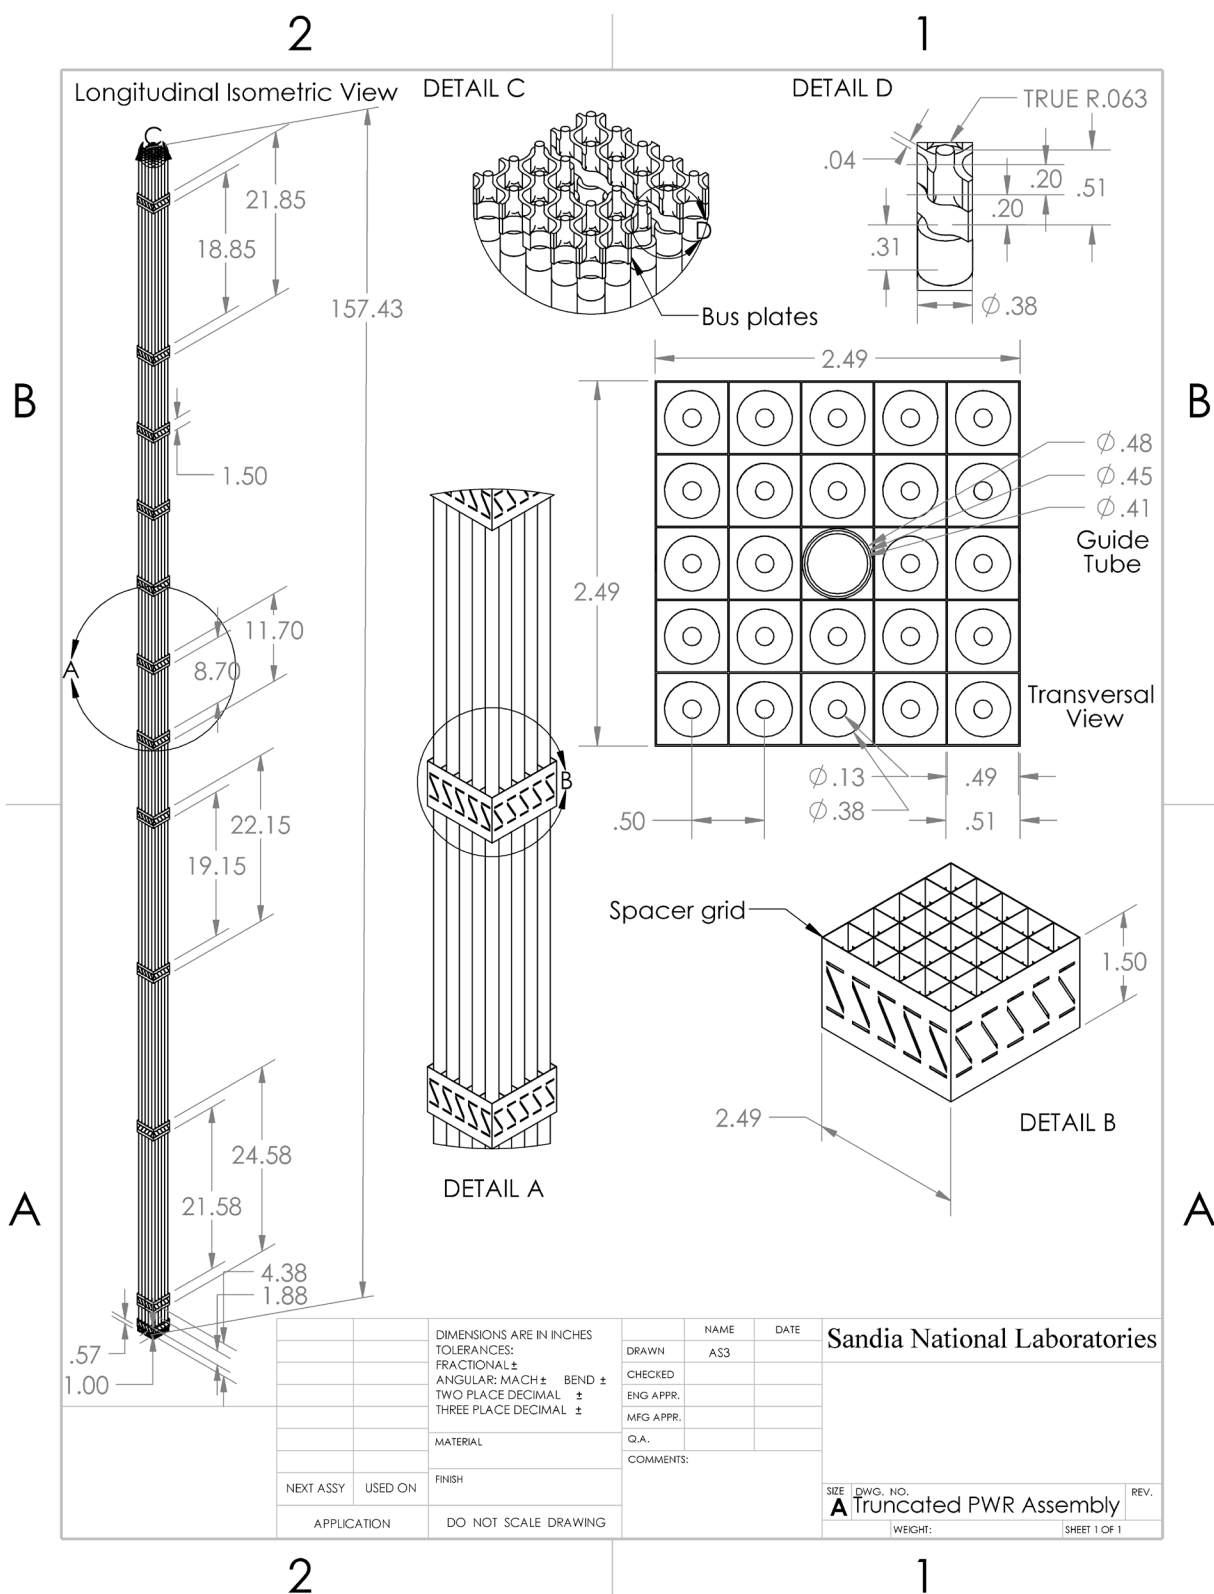 2
1
Longitudinal Isometric View
DETAIL C
DETAIL D
C
TRUE R.063
.04
.20
.51
.20
.31
Ø.38
21.85
18.85
157.43
D
Bus plates
2.49
B
B
1.50
Ø.48
Ø.45
Ø.41
Guide
Tube
2.49
11.70
8.70
A
Transversal
View
B
Ø.13
.49
Ø.38
.50
.51
22.15
19.15
Spacer grid
1.50
2.49
DETAIL B
24.58
21.58
DETAIL A
A
A
4.38
1.88
.57
1.00
DIMENSIONS ARE IN INCHES
TOLERANCES:
FRACTIONAL ±
ANGULAR: MACH ± BEND ±
TWO PLACE DECIMAL ±
THREE PLACE DECIMAL ±
MATERIAL
FINISH
DO NOT SCALE DRAWING
NEXT ASSY USED ON
APPLICATION
NAME DATE
DRAWN AS3
CHECKED
ENG APPR.
MFG APPR.
Q.A.
COMMENTS:
Sandia National Laboratories
SIZE DWG. NO. REV.
A Truncated PWR Assembly
WEIGHT: SHEET 1 OF 1
2
1